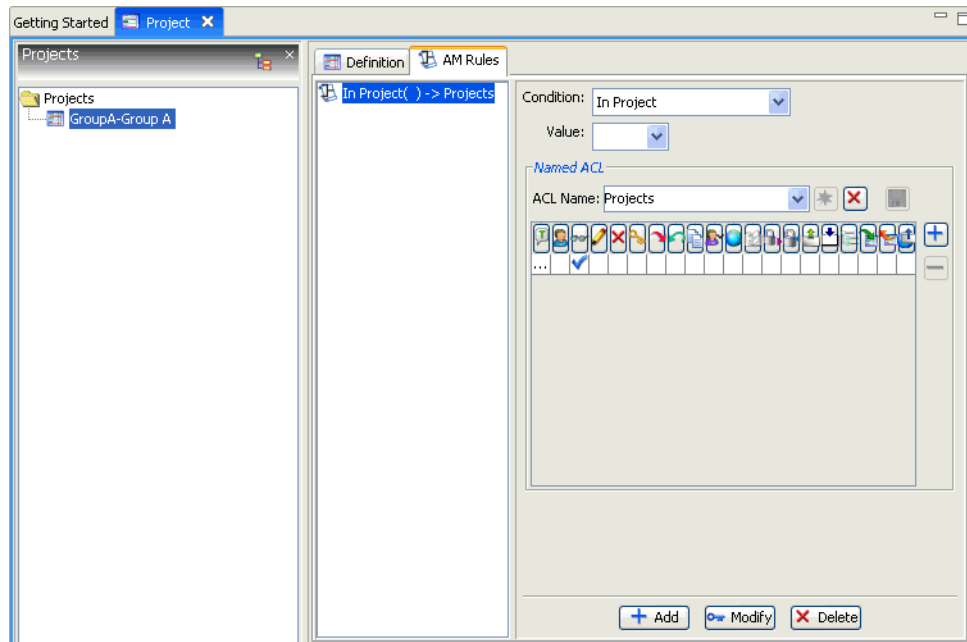 Getting Started
Project
Projects
Projects
GroupA-Group A
Definition
AM Rules
In Project( ) -> Projects
Condition: In Project
Value:
Named ACL
ACL Name: Projects
...
Add
Modify
Delete